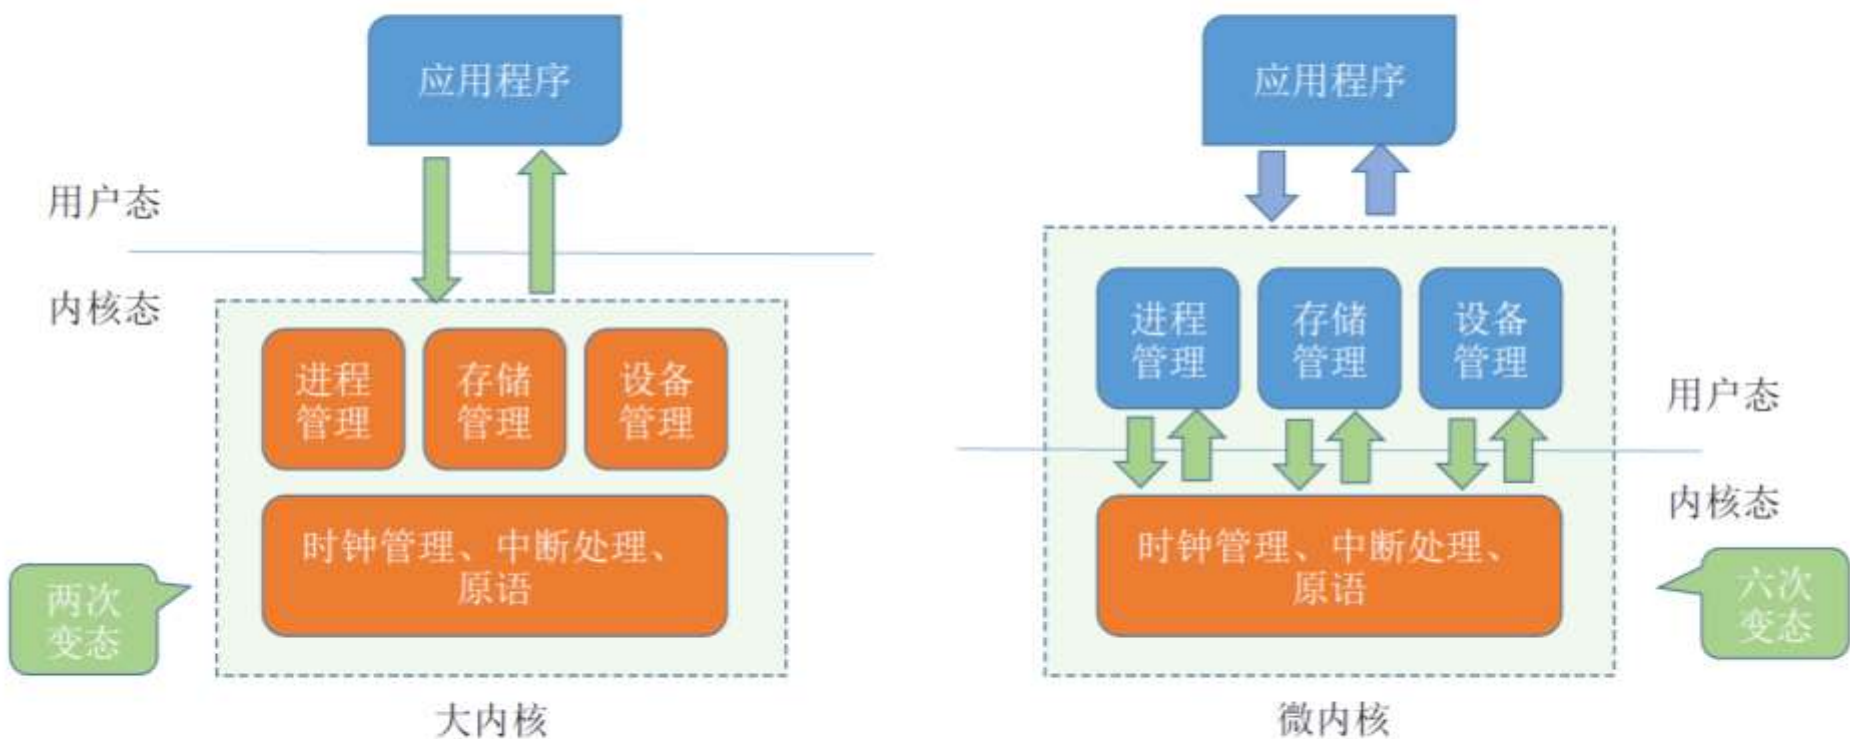 应用程序
用户态
内核态
进程
管理
存储
管理
设备
管理
时钟管理、中断处理、
原语
两次
变态
大内核
应用程序
进程
管理
存储
管理
设备
管理
用户态
内核态
时钟管理、中断处理、
原语
六次
变态
微内核